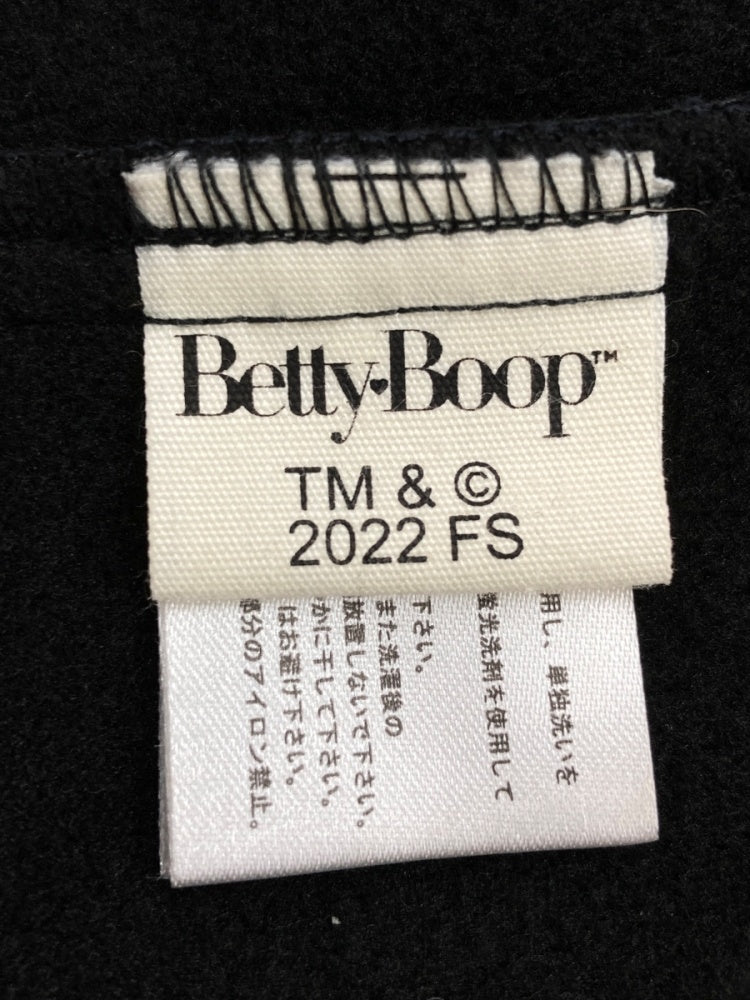 Betty♥Boop™
TM & ©
2022 FS
用し、単独洗いを
蛍光洗剤を使用して
下さい。
また洗濯後の
放置しないで下さい。
かに干して下さい。
はお避け下さい。
部分のアイロン禁止。